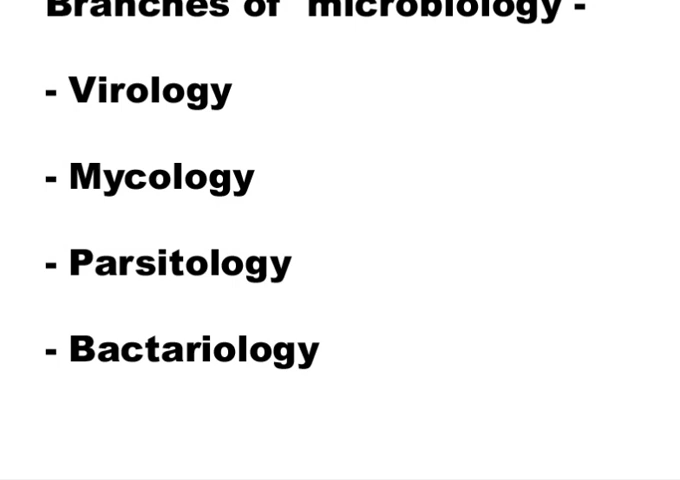 Branches of microbiology -
- Virology
- Mycology
- Parsitology
- Bactariology